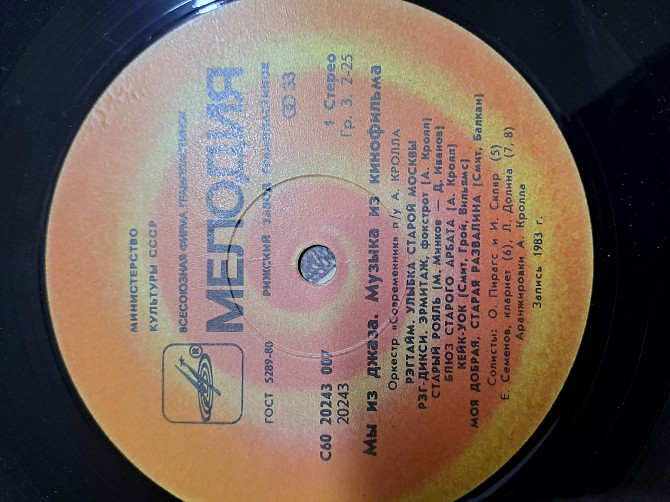 МИНИСТЕРСТВО
КУЛЬТУРЫ СССР
ВСЕСОЮЗНАЯ ФИРМА ГРАМПЛАСТИНОК
МЕЛОДИЯ
®
РИЖСКИЙ ЗАВОД ГРАМПЛАСТИНОК
ГОСТ 5289-80
33
С60 20243 007
1 Стерео
20243
Гр. 3. 2-25
Мы из джаза. Музыка из кинофильма
Оркестр «Современник» п/у А. КРОЛЛА
РЭГТАЙМ. УЛЫБКА СТАРОЙ МОСКВЫ
РЭГ-ДИКСИ. ЭРМИТАЖ, фокстрот (А. Кролл)
СТАРЫЙ РОЯЛЬ (М. Минков — Д. Иванов)
БЛЮЗ СТАРОГО АРБАТА (А. Кролл)
КЕЙК-УОК (Смит, Грой, Вильямс)
МОЯ ДОБРАЯ, СТАРАЯ РАЗВАЛИНА (Смит, Балкан)
Солисты: О. Пирагс и И. Скляр (5)
Е. Семенов, кларнет (6), Л. Долина (7, 8)
Аранжировки А. Кролла
Запись 1983 г.